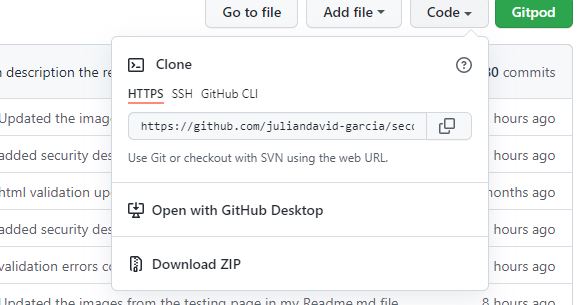 Go to file Add file Code Gitpod
description the re 30 commits
Clone
HTTPS SSH GitHub CLI
Updated the imag hours ago
https://github.com/juliandavid-garcia/seco
added security des hours ago
Use Git or checkout with SVN using the web URL.
html validation up months ago
Open with GitHub Desktop
added security des hours ago
validation errors co Download ZIP hours ago
Updated the images from the testing page in my Readme.md file. 8 hours ago